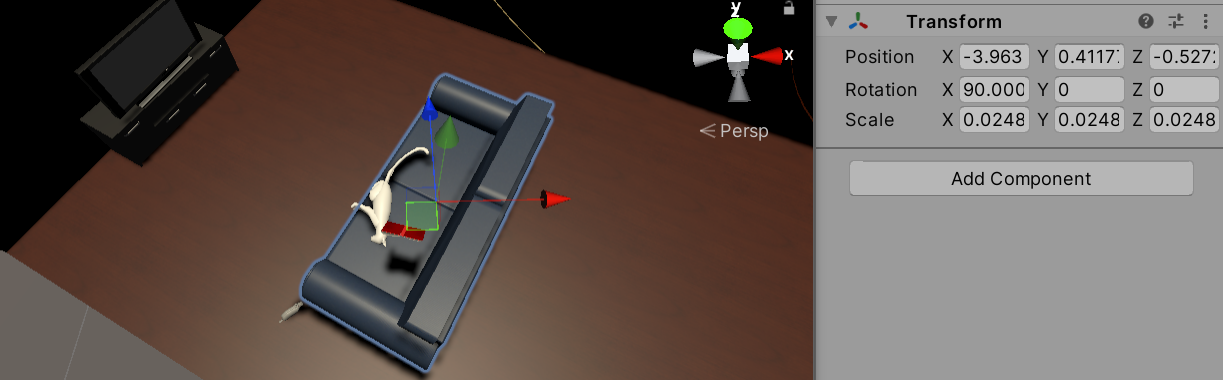 y
x
Persp
Transform
Position X -3.963 Y 0.4117 Z -0.527
Rotation X 90.000 Y 0 Z 0
Scale X 0.0248 Y 0.0248 Z 0.0248
Add Component